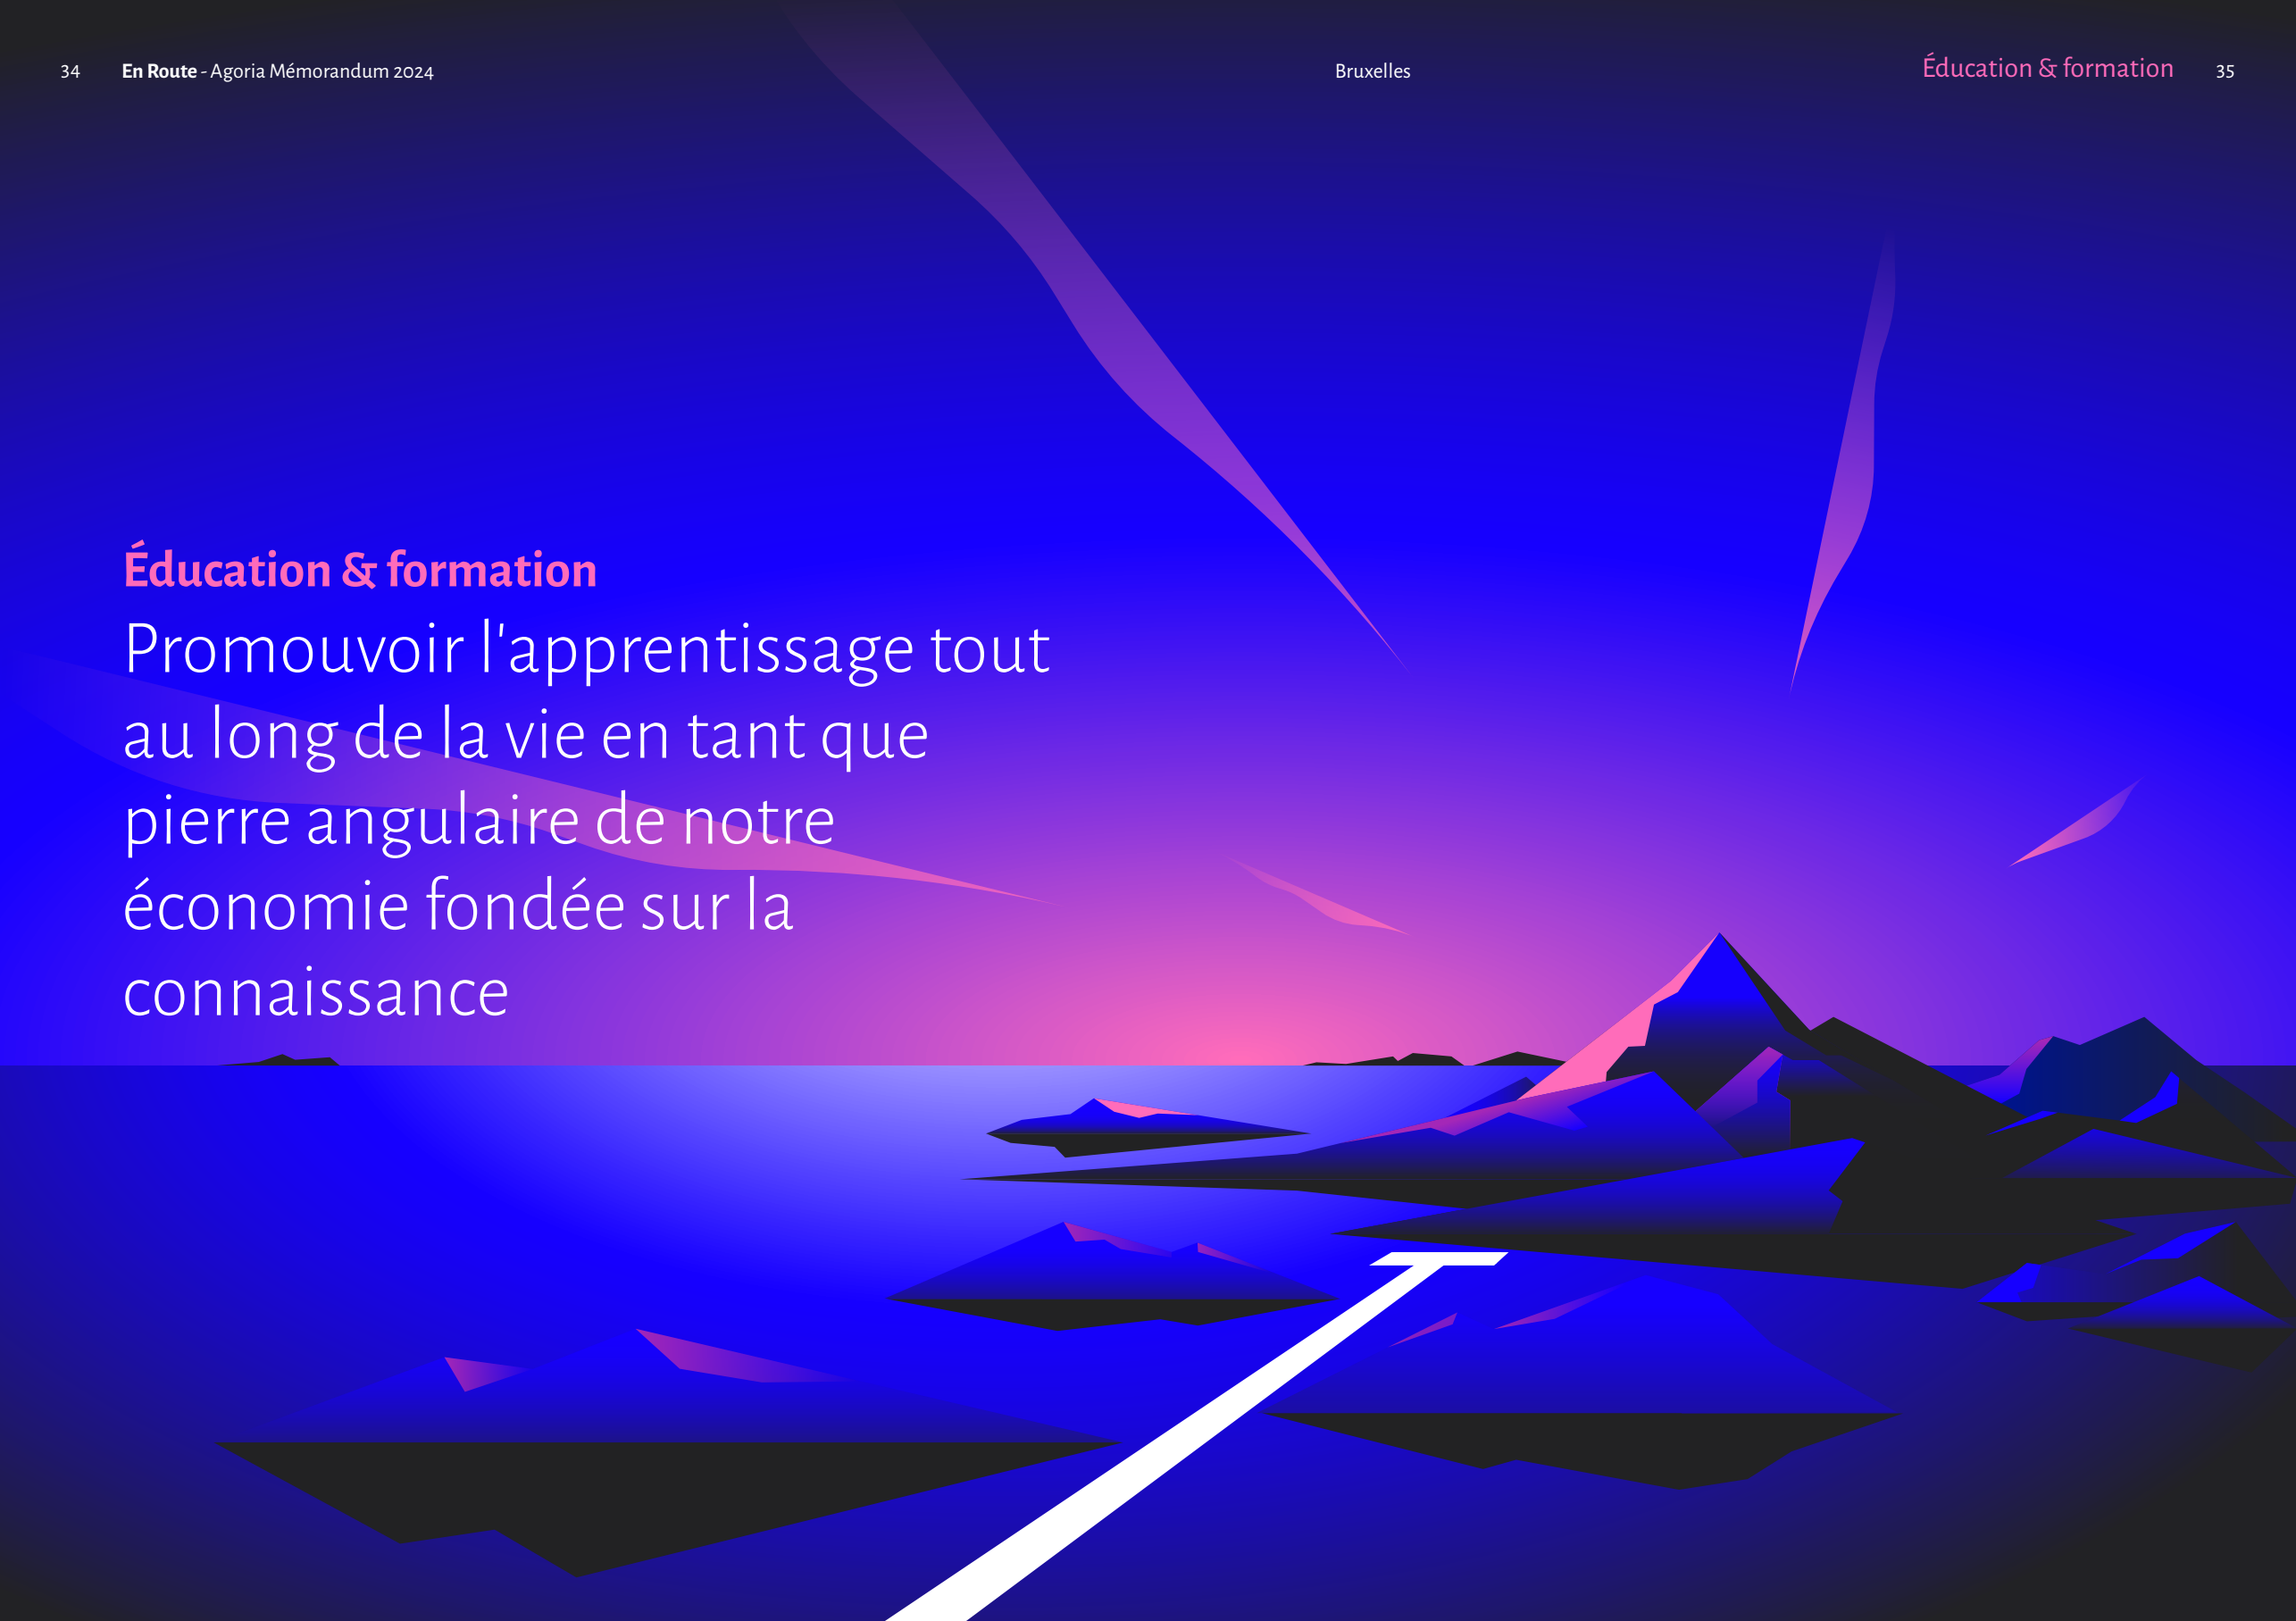 34 En Route - Agoria Mémorandum 2024 Bruxelles Éducation & formation 35
Éducation & formation
Promouvoir l'apprentissage tout
au long de la vie en tant que
pierre angulaire de notre
économie fondée sur la
connaissance